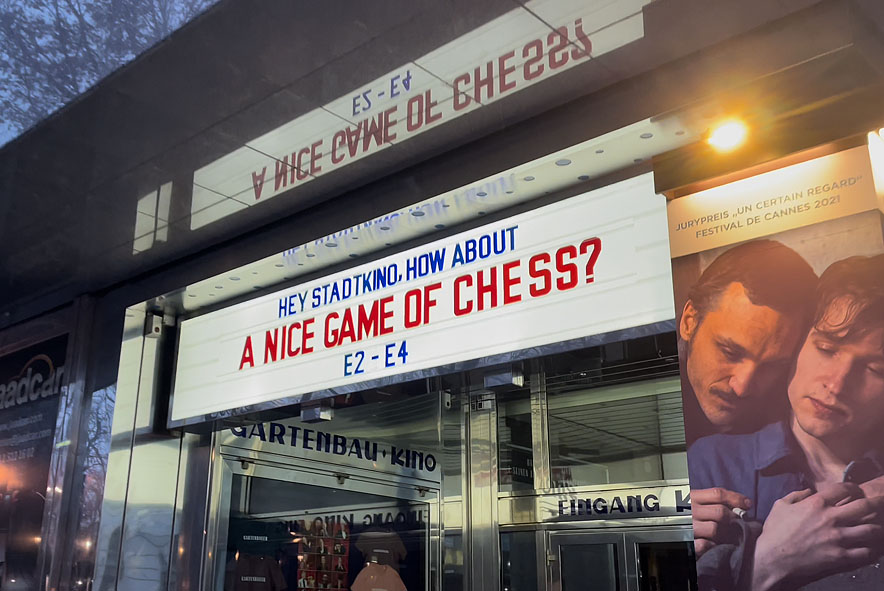 HEY STADTKINO, HOW ABOUT
A NICE GAME OF CHESS?
E2 - E4
JURYPREIS „UN CERTAIN REGARD"
FESTIVAL DE CANNES 2021
GARTENBAU · KINO
EINGANG